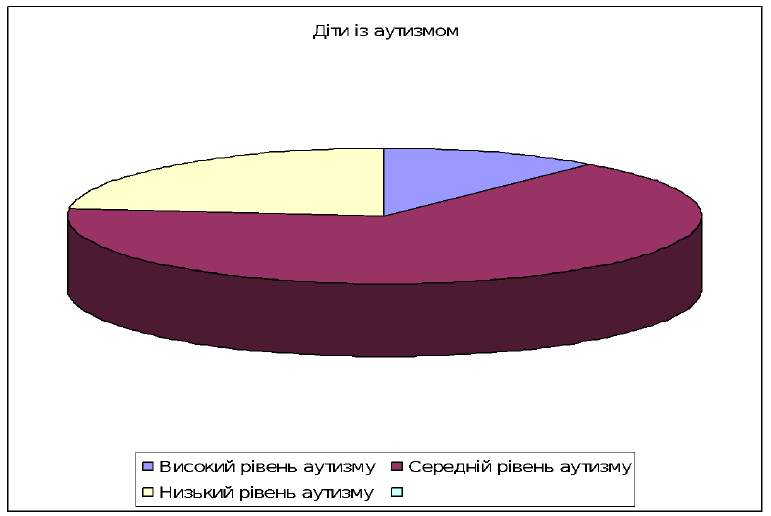 Діти із аутизмом
Високий рівень аутизму Середній рівень аутизму
Низький рівень аутизму